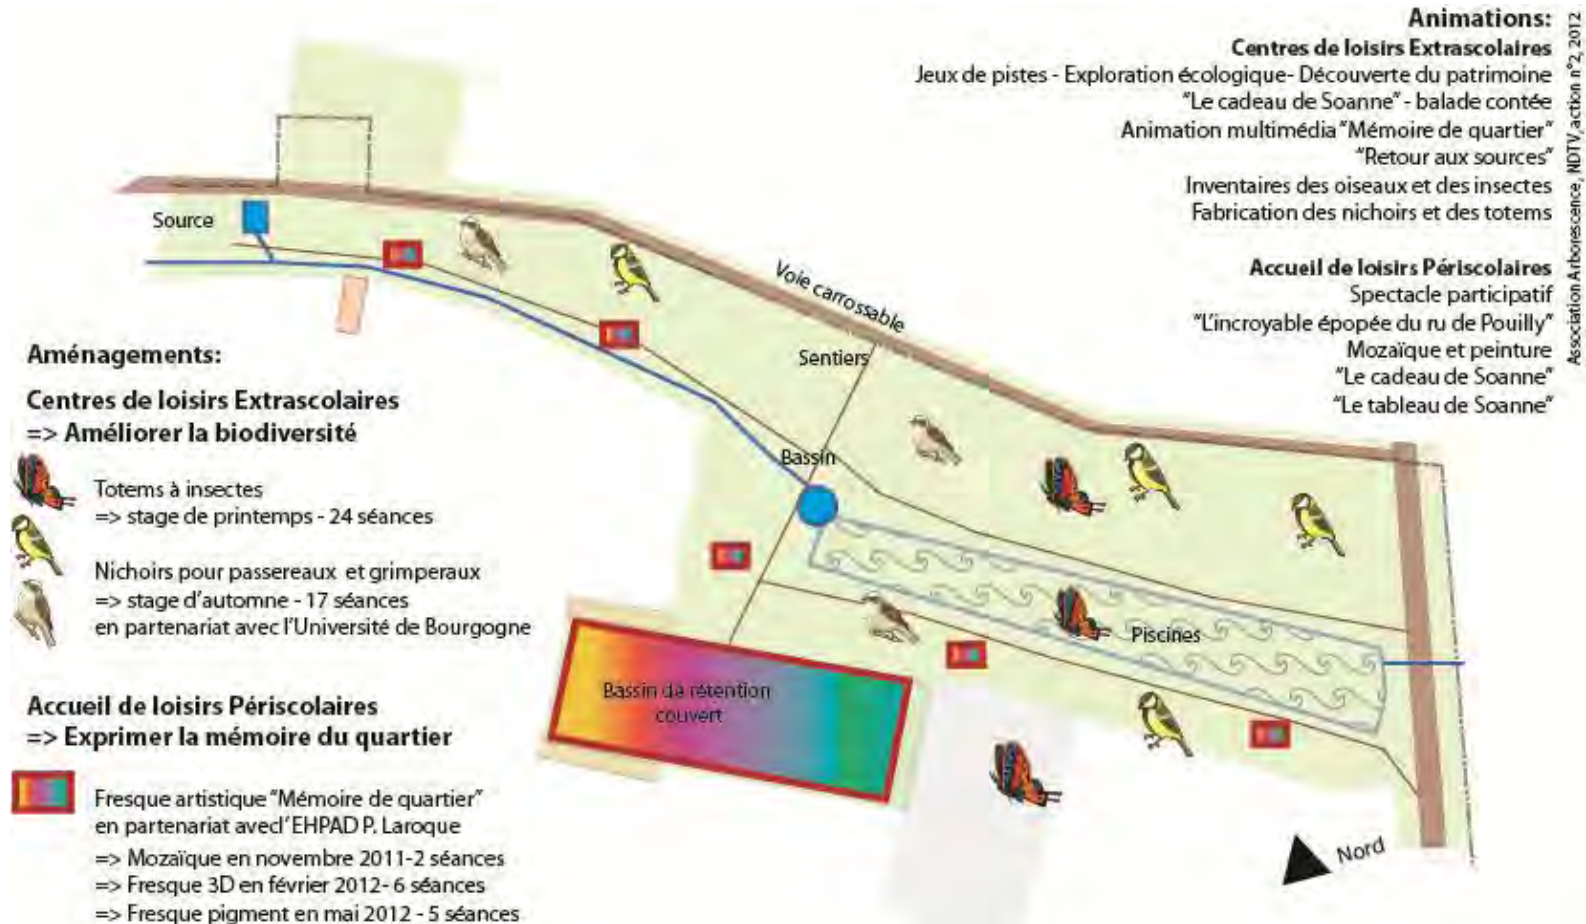 Animations:
Centres de loisirs Extrascolaires
Jeux de pistes - Exploration écologique- Découverte du patrimoine
"Le cadeau de Soanne" - balade contée
Animation multimédia "Mémoire de quartier"
"Retour aux sources"
Inventaires des oiseaux et des insectes
Fabrication des nichoirs et des totems
Accueil de loisirs Périscolaires
Spectacle participatif
"L'incroyable épopée du ru de Pouilly"
Mozaïque et peinture
"Le cadeau de Soanne"
"Le tableau de Soanne"
Association Arborescence, NDTV, action n°2, 2012
Source
Voie carrossable
Sentiers
Bassin
Piscines
Bassin da rétention
couvert
Nord
Aménagements:
Centres de loisirs Extrascolaires
=> Améliorer la biodiversité
Totems à insectes
=> stage de printemps - 24 séances
Nichoirs pour passereaux et grimperaux
=> stage d'automne - 17 séances
en partenariat avec l'Université de Bourgogne
Accueil de loisirs Périscolaires
=> Exprimer la mémoire du quartier
Fresque artistique "Mémoire de quartier"
en partenariat avecl'EHPAD P. Laroque
=> Mozaïque en novembre 2011-2 séances
=> Fresque 3D en février 2012- 6 séances
=> Fresque pigment en mai 2012 - 5 séances